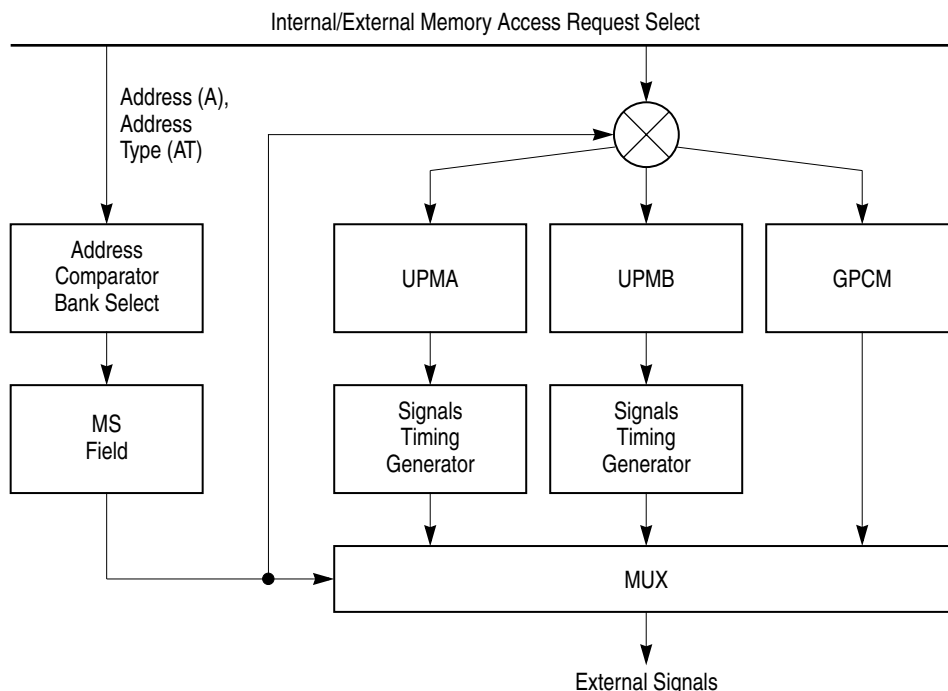 Internal/External Memory Access Request Select
Address (A),
Address
Type (AT)
Address
Comparator
Bank Select
UPMA
UPMB
GPCM
MS
Field
Signals
Timing
Generator
Signals
Timing
Generator
MUX
External Signals